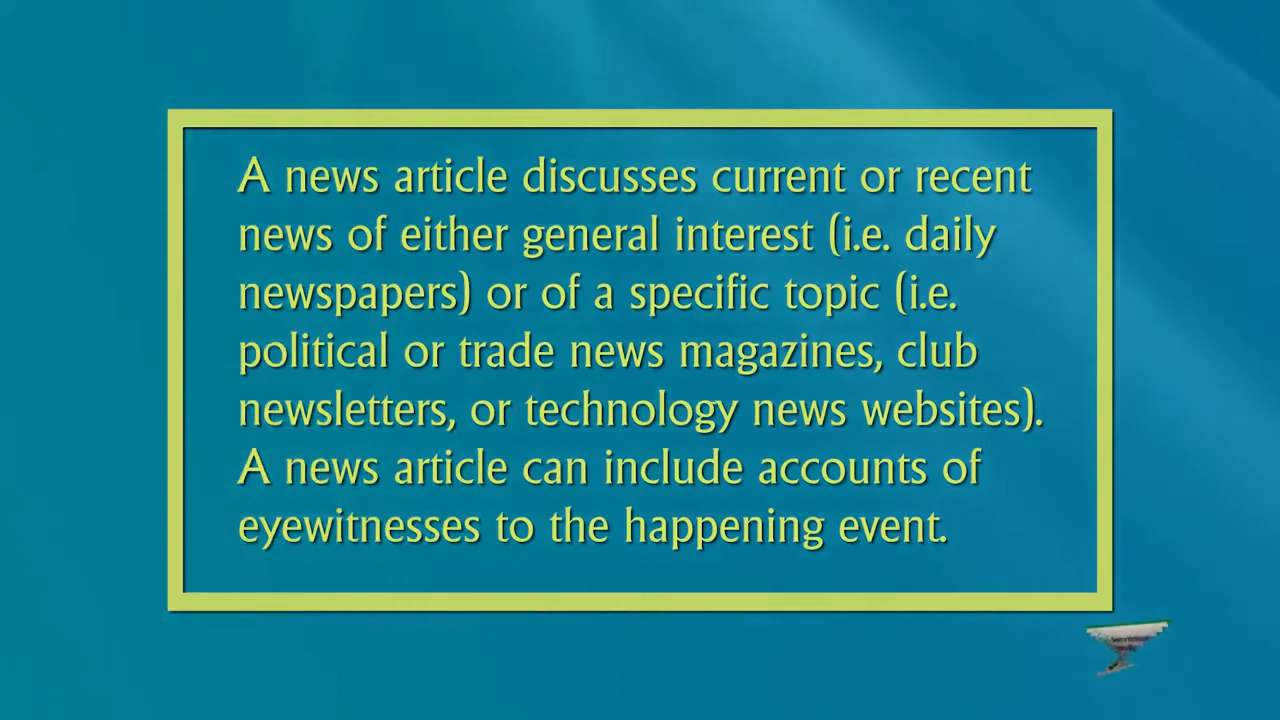 A news article discusses current or recent
news of either general interest (i.e. daily
newspapers) or of a specific topic (i.e.
political or trade news magazines, club
newsletters, or technology news websites).
A news article can include accounts of
eyewitnesses to the happening event.